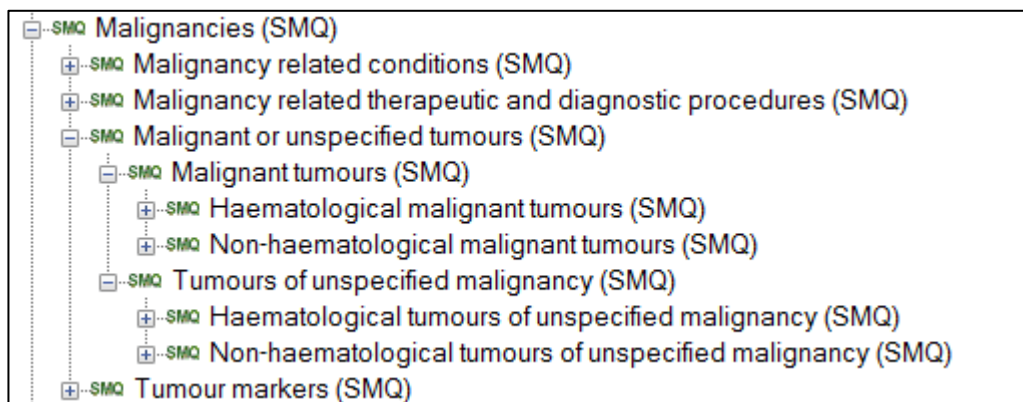 SMQ Malignancies (SMQ)
SMQ Malignancy related conditions (SMQ)
SMQ Malignancy related therapeutic and diagnostic procedures (SMQ)
SMQ Malignant or unspecified tumours (SMQ)
SMQ Malignant tumours (SMQ)
SMQ Haematological malignant tumours (SMQ)
SMQ Non-haematological malignant tumours (SMQ)
SMQ Tumours of unspecified malignancy (SMQ)
SMQ Haematological tumours of unspecified malignancy (SMQ)
SMQ Non-haematological tumours of unspecified malignancy (SMQ)
SMQ Tumour markers (SMQ)